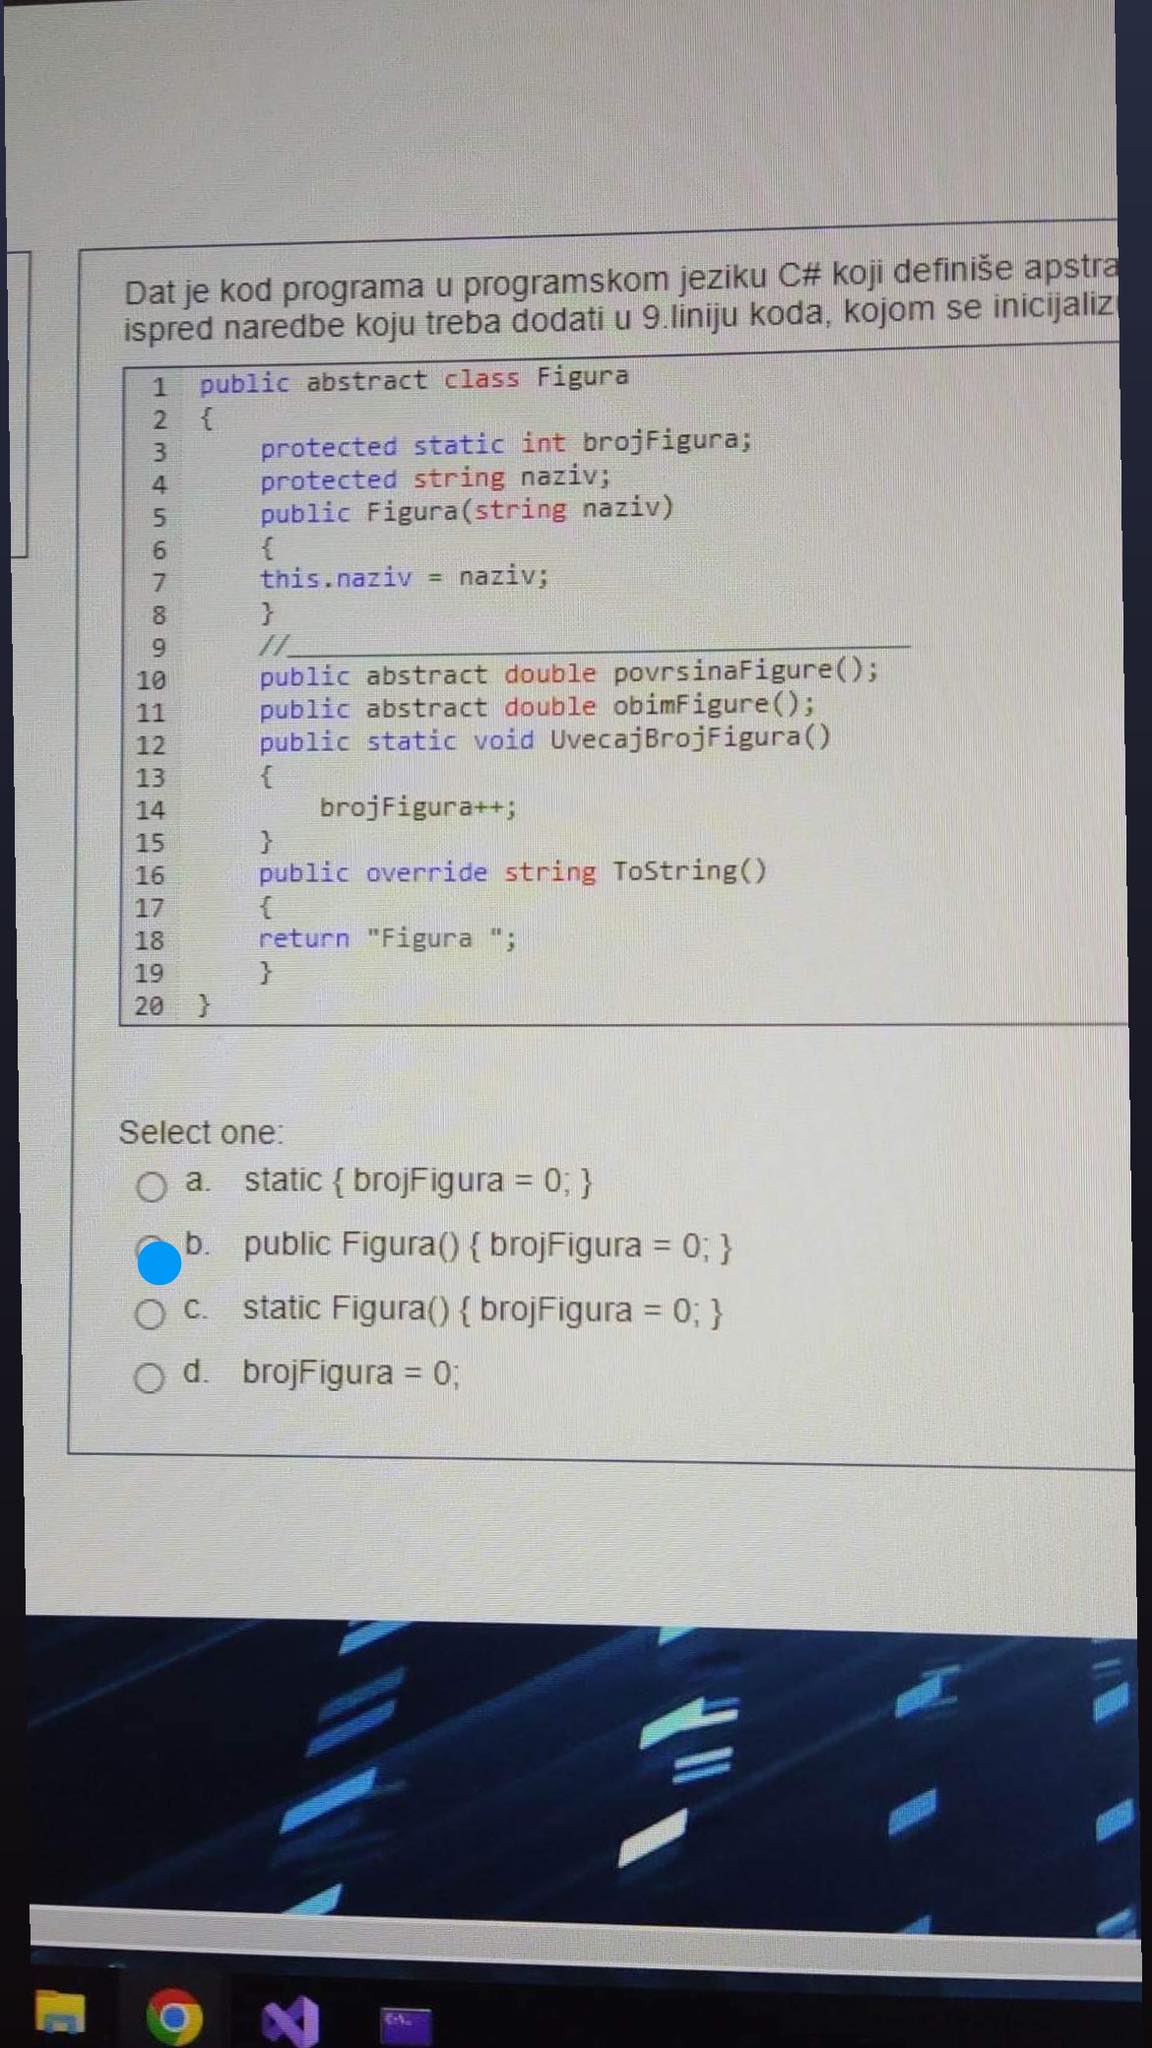 Dat je kod programa u programskom jeziku C# koji definiše apstra
ispred naredbe koju treba dodati u 9.liniju koda, kojom se inicijaliz
1 public abstract class Figura
2 {
3 protected static int brojFigura;
4 protected string naziv;
5 public Figura(string naziv)
6 {
7 this.naziv = naziv;
8 }
9 //______________________________
10 public abstract double povrsinaFigure();
11 public abstract double obimFigure();
12 public static void UvecajBrojFigura()
13 {
14 brojFigura++;
15 }
16 public override string ToString()
17 {
18 return "Figura ";
19 }
20 }
Select one:
a. static { brojFigura = 0; }
b. public Figura() { brojFigura = 0; }
c. static Figura() { brojFigura = 0; }
d. brojFigura = 0;